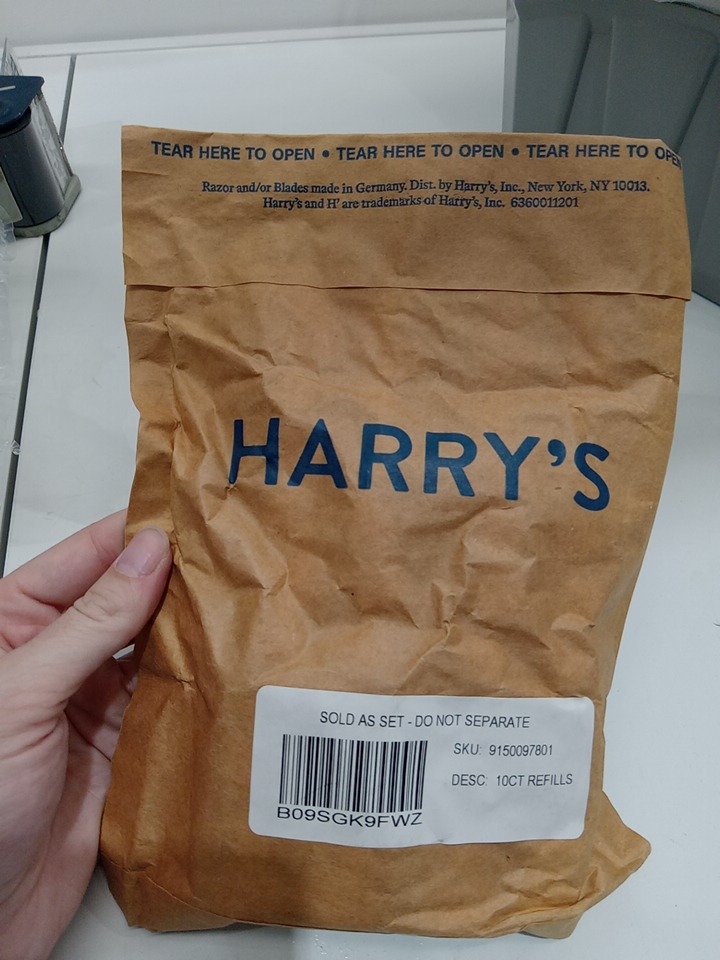 TEAR HERE TO OPEN • TEAR HERE TO OPEN • TEAR HERE TO OPEN
Razor and/or Blades made in Germany. Dist. by Harry's, Inc., New York, NY 10013.
Harry's and H' are trademarks of Harry's, Inc. 6360011201
HARRY'S
SOLD AS SET - DO NOT SEPARATE
SKU: 9150097801
DESC: 10CT REFILLS
B09SGK9FWZ